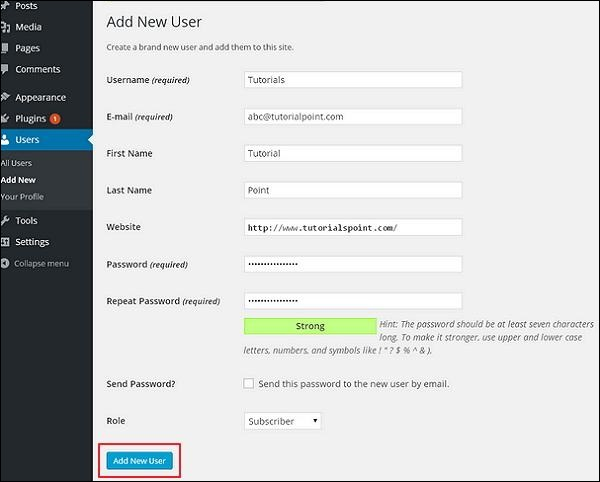 Posts
Media
Pages
Comments
Appearance
Plugins 1
Users
All Users
Add New
Your Profile
Tools
Settings
Collapse menu
Add New User
Create a brand new user and add them to this site.
Username (required) Tutorials
E-mail (required) abc@tutorialpoint.com
First Name Tutorial
Last Name Point
Website http://www.tutorialspoint.com/
Password (required) •••••••••••••••
Repeat Password (required) •••••••••••••••
Strong Hint: The password should be at least seven characters
long. To make it stronger, use upper and lower case
letters, numbers, and symbols like ! " ? $ % ^ & ).
Send Password? Send this password to the new user by email.
Role Subscriber
Add New User